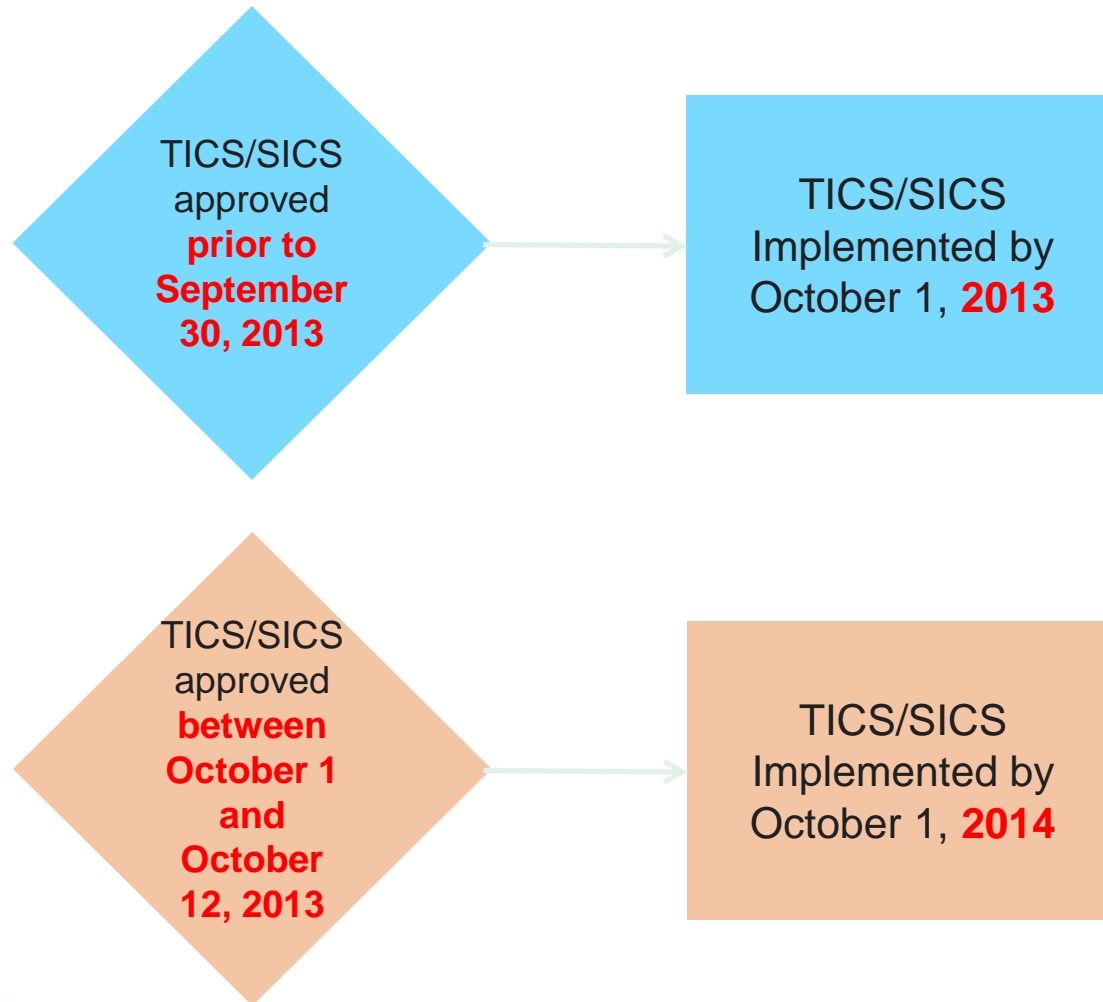 TICS/SICS
approved
prior to
September
30, 2013
TICS/SICS
Implemented by
October 1, 2013
TICS/SICS
approved
between
October 1
and
October
12, 2013
TICS/SICS
Implemented by
October 1, 2014